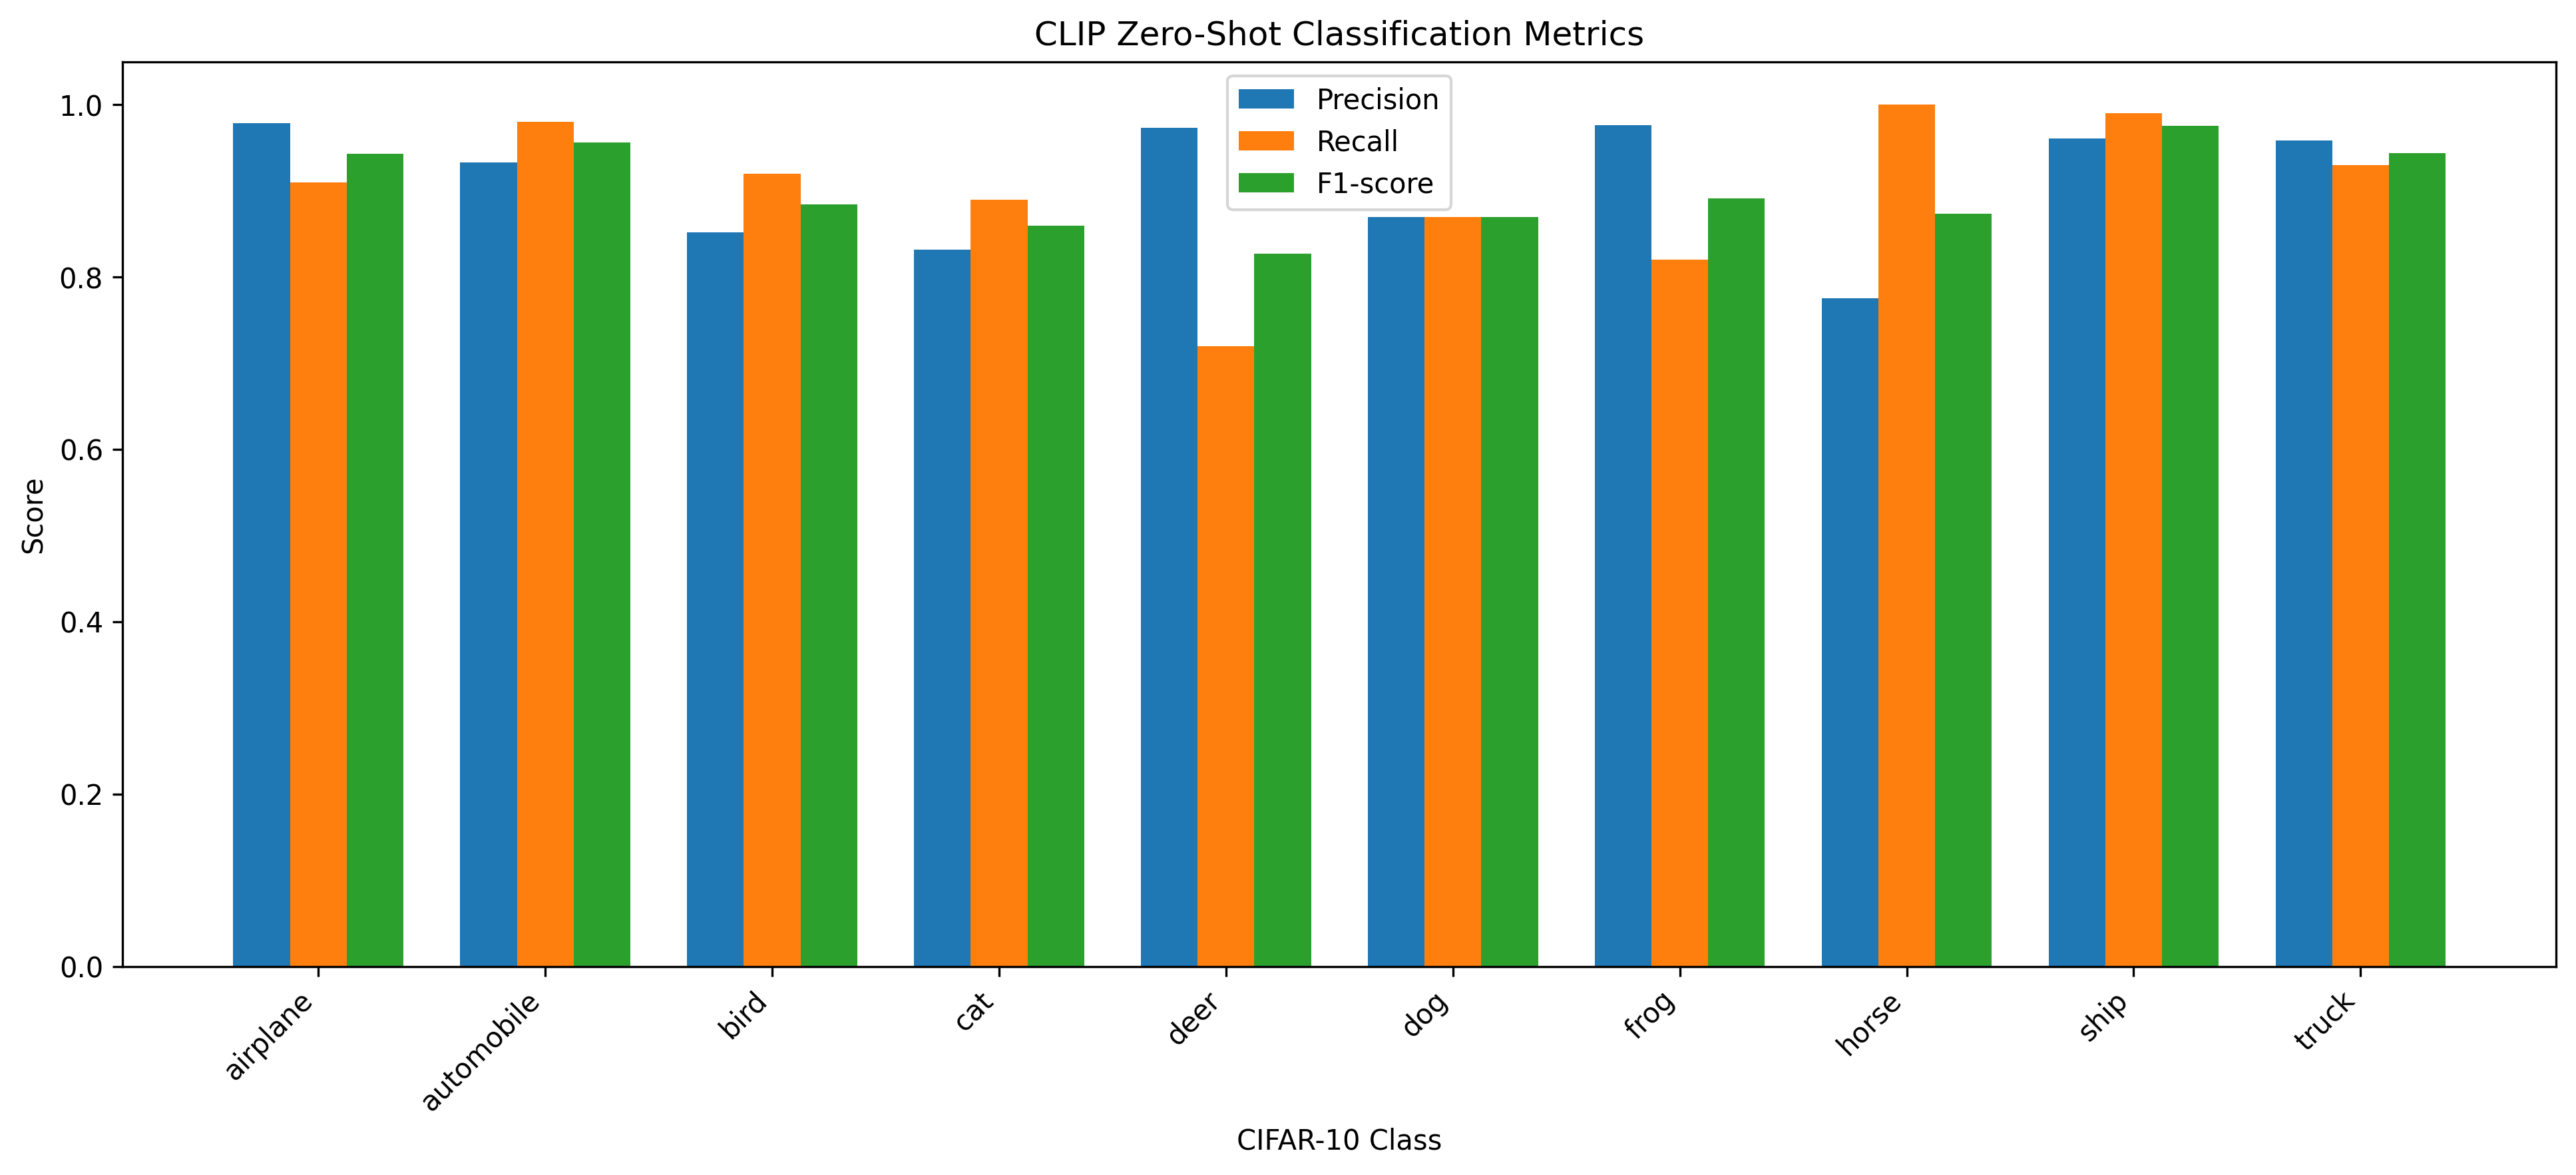 CLIP Zero-Shot Classification Metrics
Precision
Recall
F1-score
1.0
0.8
0.6
0.4
0.2
0.0
Score
airplane
automobile
bird
cat
deer
dog
frog
horse
ship
truck
CIFAR-10 Class